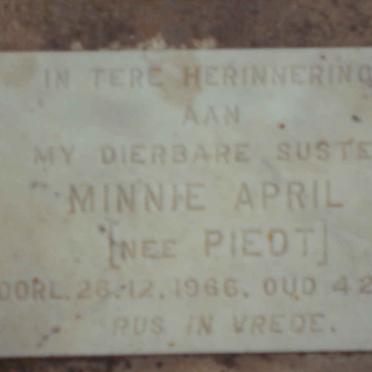 IN TERE HERINNERING
AAN
MY DIERBARE SUSTE
MINNIE APRIL
[NEE PIEDT]
OORL. 26.12.1966. OUD 42
RUS IN VREDE.